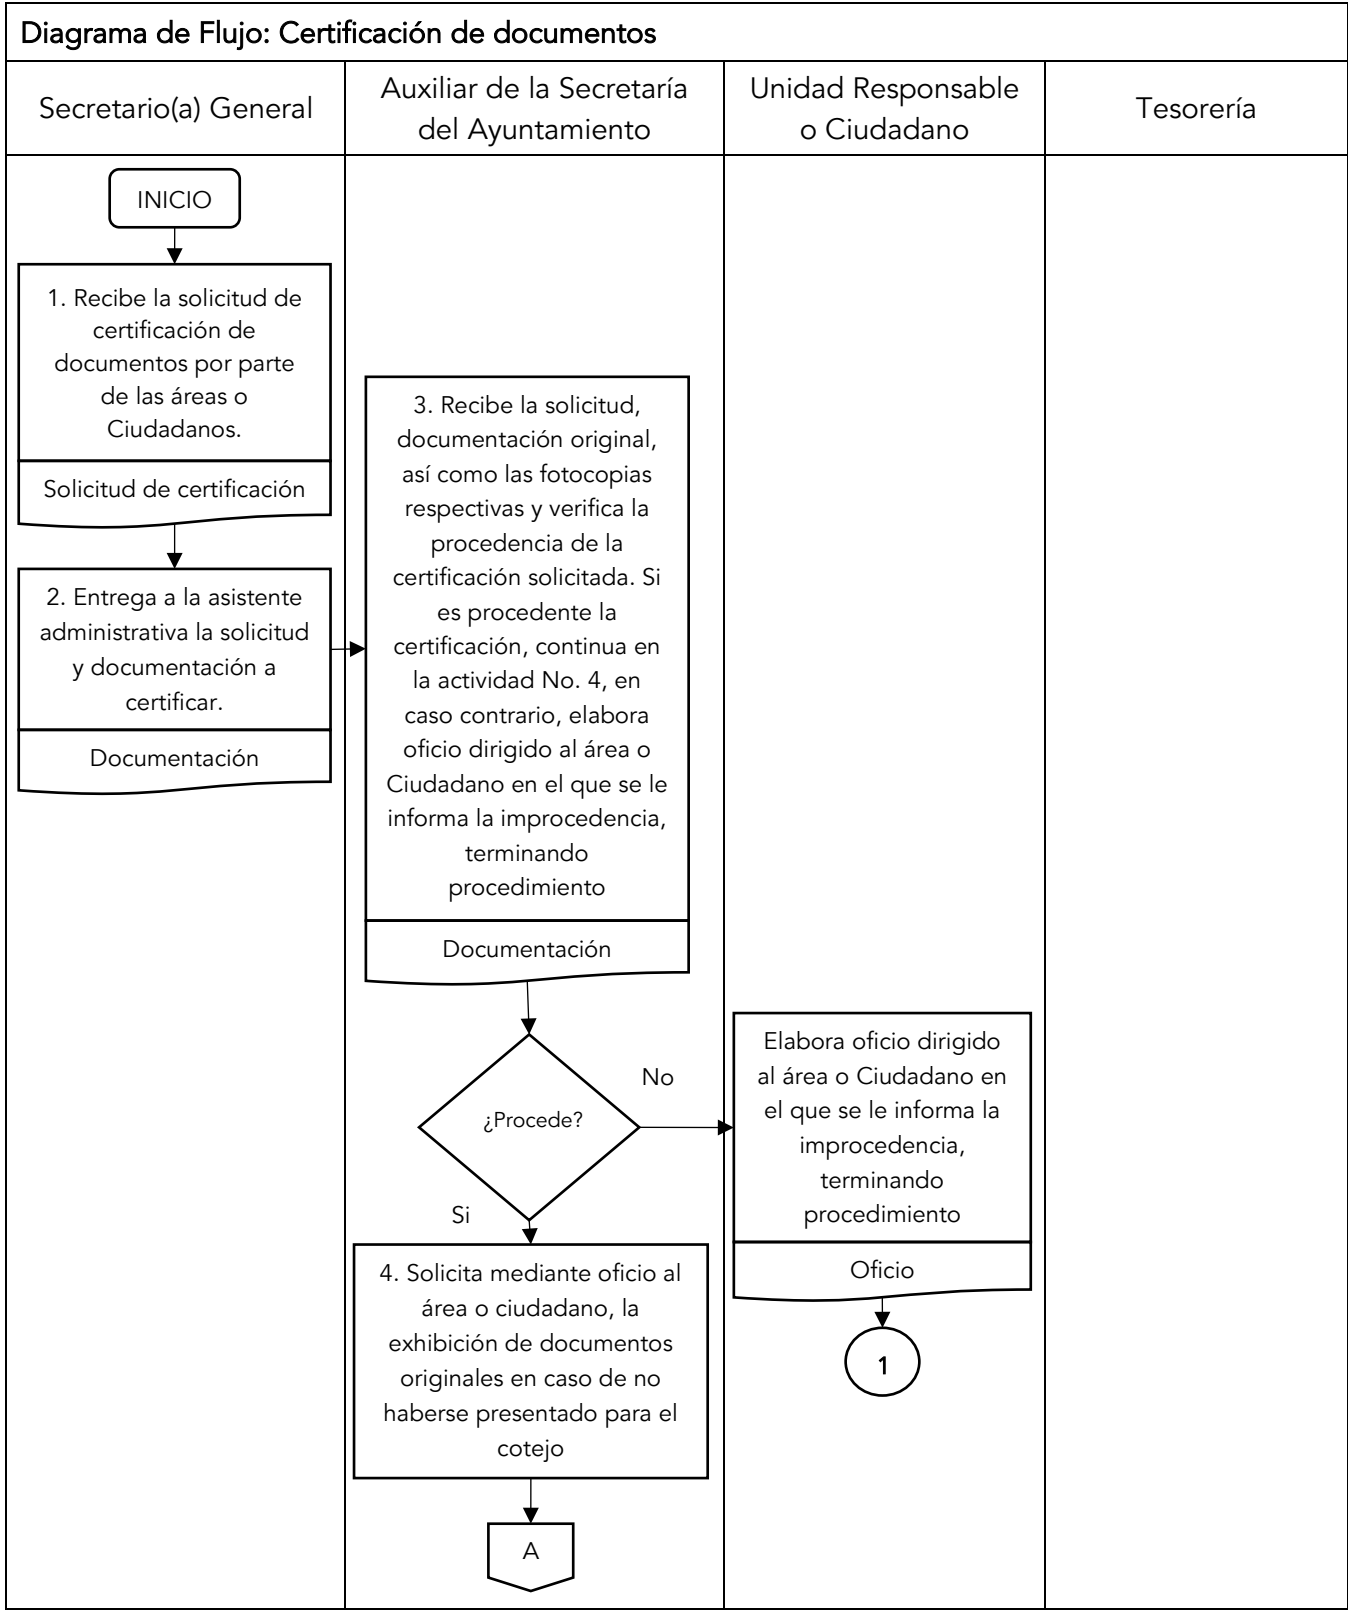 Diagrama de Flujo: Certificación de documentos
Secretario(a) General
Auxiliar de la Secretaría
del Ayuntamiento
Unidad Responsable
o Ciudadano
Tesorería
INICIO
1. Recibe la solicitud de
certificación de
documentos por parte
de las áreas o
Ciudadanos.
Solicitud de certificación
2. Entrega a la asistente
administrativa la solicitud
y documentación a
certificar.
Documentación
3. Recibe la solicitud,
documentación original,
así como las fotocopias
respectivas y verifica la
procedencia de la
certificación solicitada. Si
es procedente la
certificación, continua en
la actividad No. 4, en
caso contrario, elabora
oficio dirigido al área o
Ciudadano en el que se le
informa la improcedencia,
terminando
procedimiento
Documentación
¿Procede?
No
Elabora oficio dirigido
al área o Ciudadano en
el que se le informa la
improcedencia,
terminando
procedimiento
Oficio
1
Si
4. Solicita mediante oficio al
área o ciudadano, la
exhibición de documentos
originales en caso de no
haberse presentado para el
cotejo
A